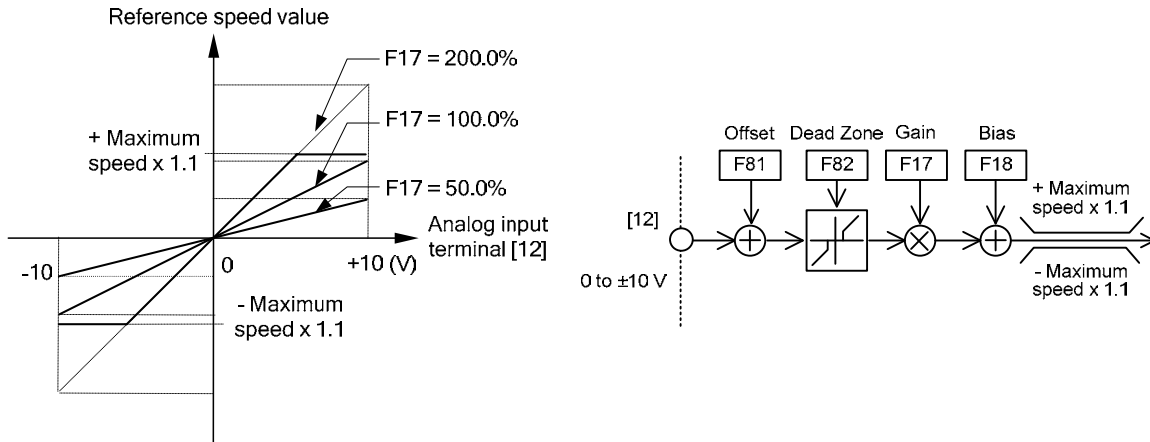 Reference speed value
F17 = 200.0%
F17 = 100.0%
+ Maximum
speed x 1.1
F17 = 50.0%
Analog input
terminal [12]
-10
0
+10 (V)
- Maximum
speed x 1.1
Offset
Dead Zone
Gain
Bias
F81
F82
F17
F18
+ Maximum
speed x 1.1
[12]
0 to ±10 V
- Maximum
speed x 1.1